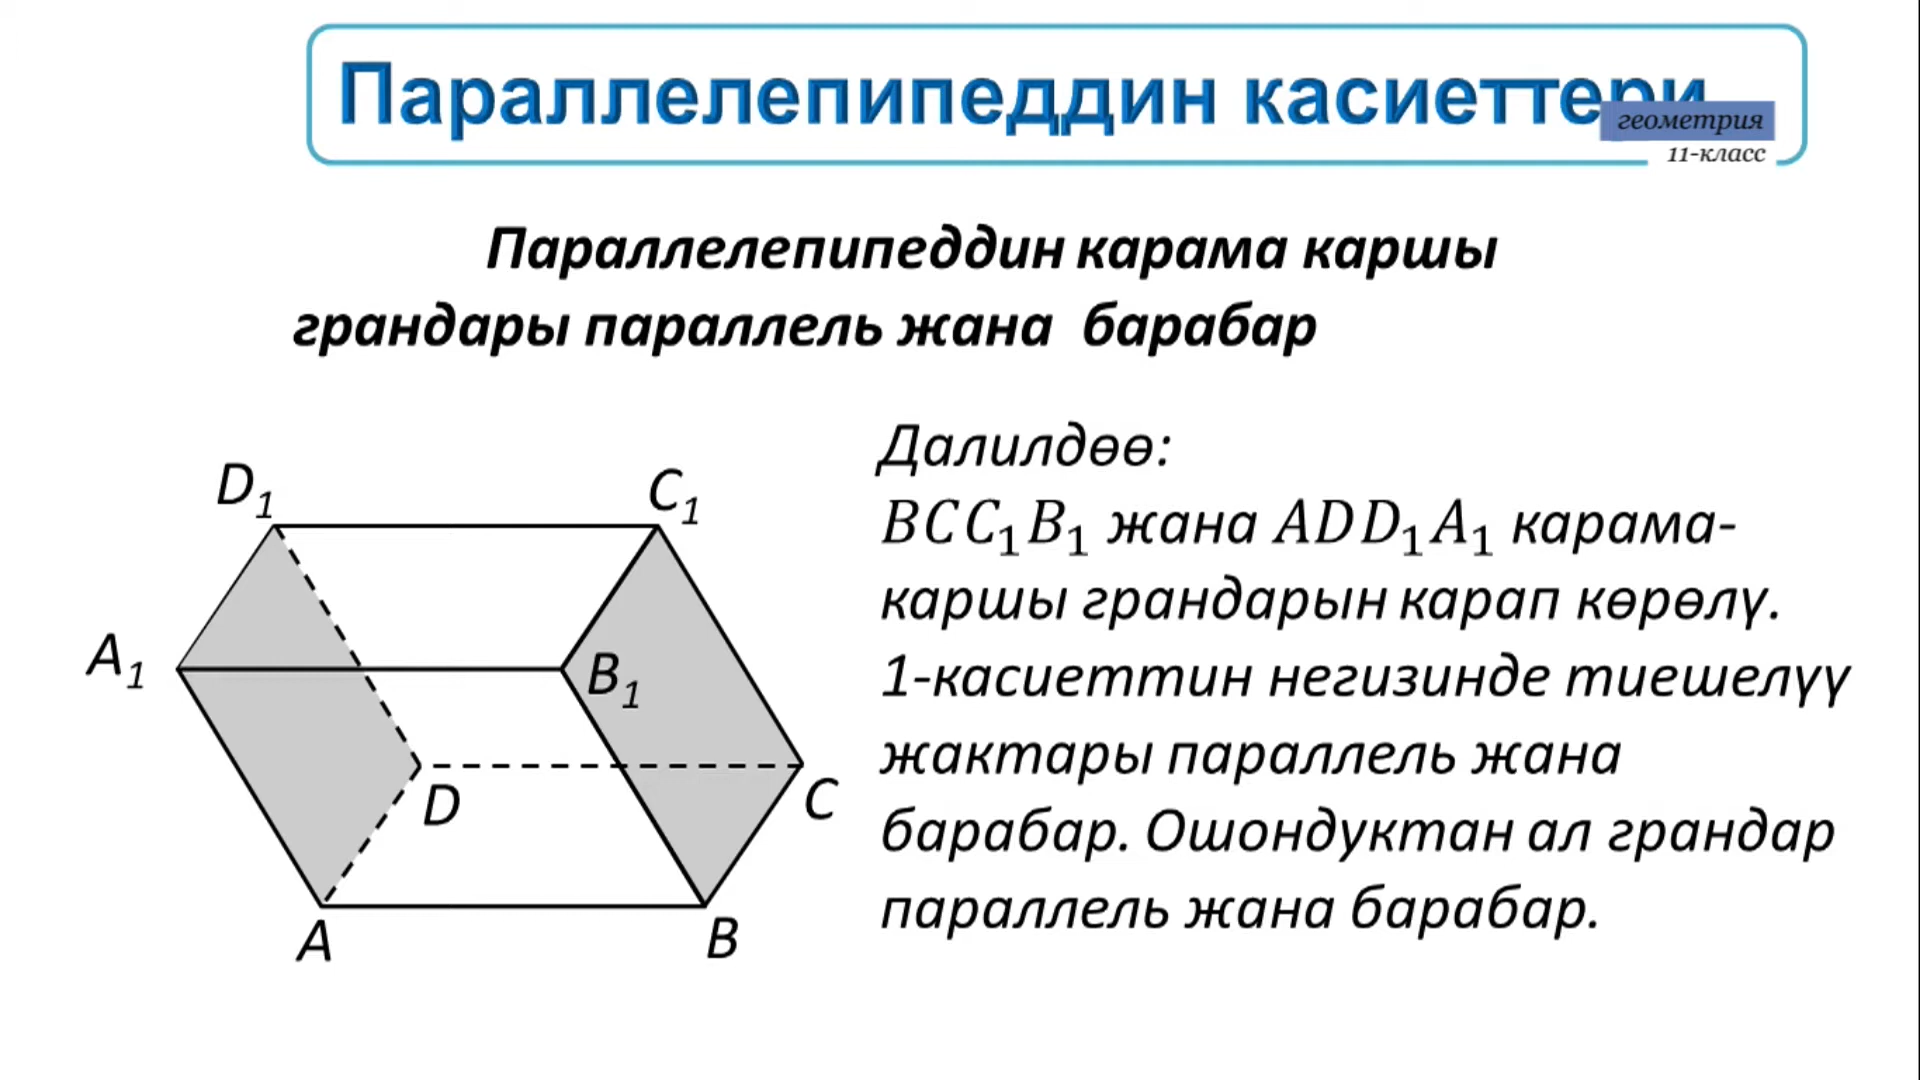 Параллелепипеддин касиеттери
геометрия
11-класс
Параллелепипеддин карама каршы
грандары параллель жана барабар
Далилдөө:
BCC₁B₁ жана ADD₁A₁ карама-
каршы грандарын карап көрөлү.
1-касиеттин негизинде тиешелүү
жактары параллель жана
барабар. Ошондуктан ал грандар
параллель жана барабар.
D₁
C₁
A₁
B₁
D
C
A
B